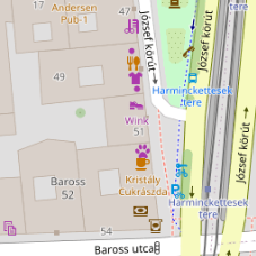 47
17
Andersen
Pub-1
József körút
József körút
49
Harminckettesek
tere
Wink
51
József körút
Baross
52
Kristály
Cukrászda
Harminckettesek
tere
54
Baross utca